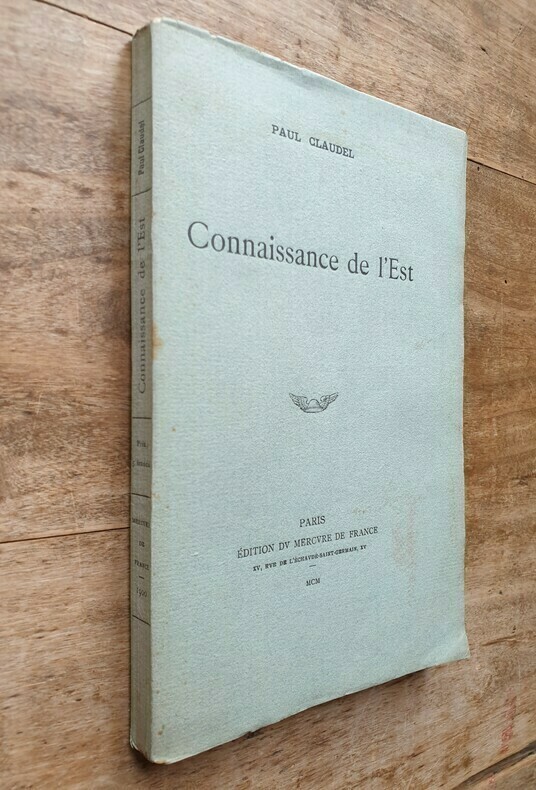 PAUL CLAUDEL
Connaissance de l'Est
PARIS
ÉDITION DV MERCVRE DE FRANCE
XV, RVE DE L'ÉCHAVDÉ-SAINT-GERMAIN, XV
MCM
Paul Claudel
Connaissance de l'Est
MERCVRE
DE
FRANCE
1900